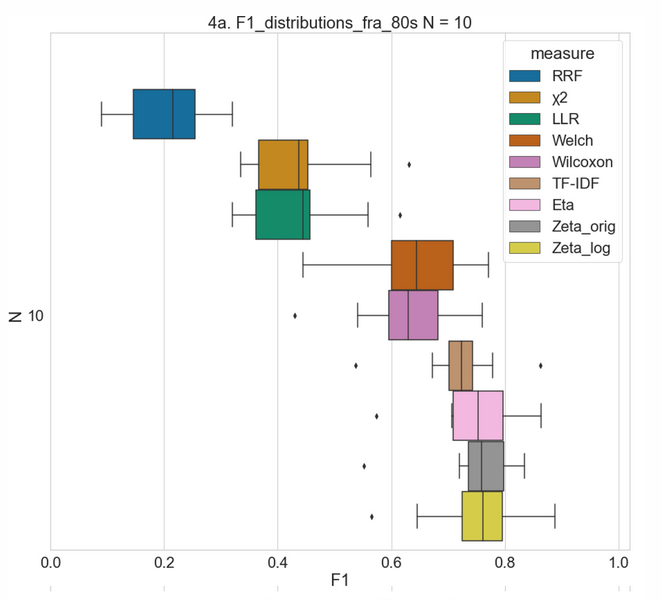 4a. F1_distributions_fra_80s N = 10
measure
RRF
χ2
LLR
Welch
Wilcoxon
TF-IDF
Eta
Zeta_orig
Zeta_log
N
10
0.0 0.2 0.4 0.6 0.8 1.0
F1